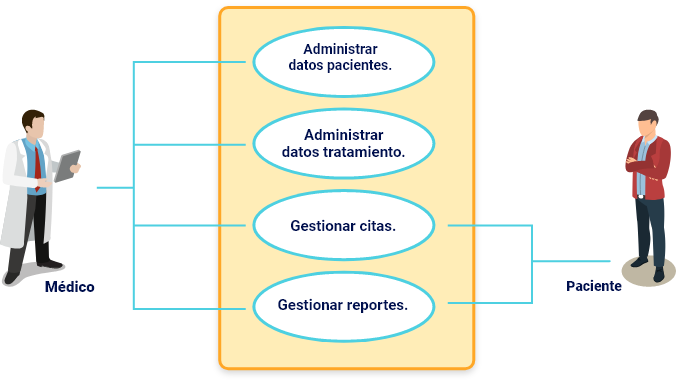 Administrar
datos pacientes.
Administrar
datos tratamiento.
Gestionar citas.
Gestionar reportes.
Médico
Paciente